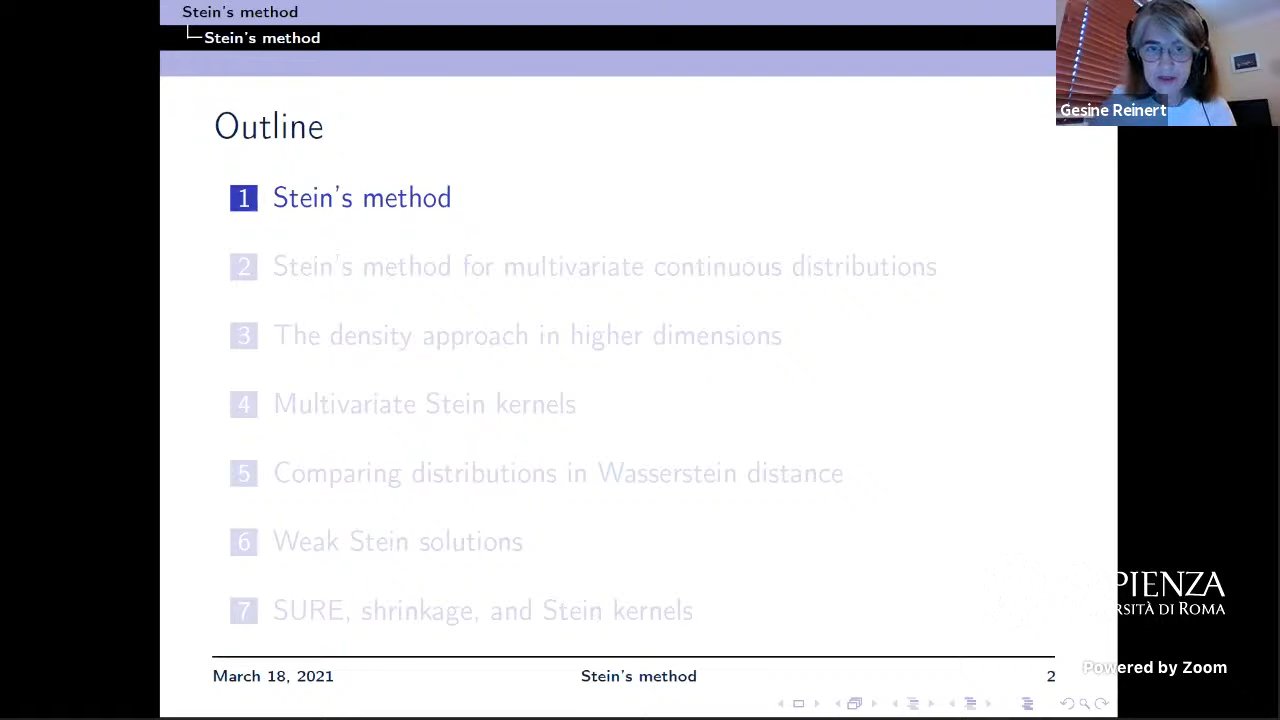 Stein's method
Stein's method
Gesine Reinert
Outline
1 Stein's method
2 Stein's method for multivariate continuous distributions
3 The density approach in higher dimensions
4 Multivariate Stein kernels
5 Comparing distributions in Wasserstein distance
6 Weak Stein solutions
7 SURE, shrinkage, and Stein kernels
PIENZA
RSITÀ DI ROMA
March 18, 2021 Stein's method 2
Powered by Zoom